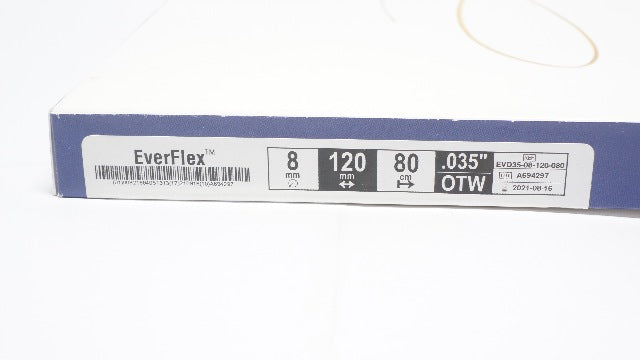 EverFlex™
8
mm
120
mm
80
cm
.035"
OTW
REF
EVD35-08-120-080
LOT A694297
2021-08-16